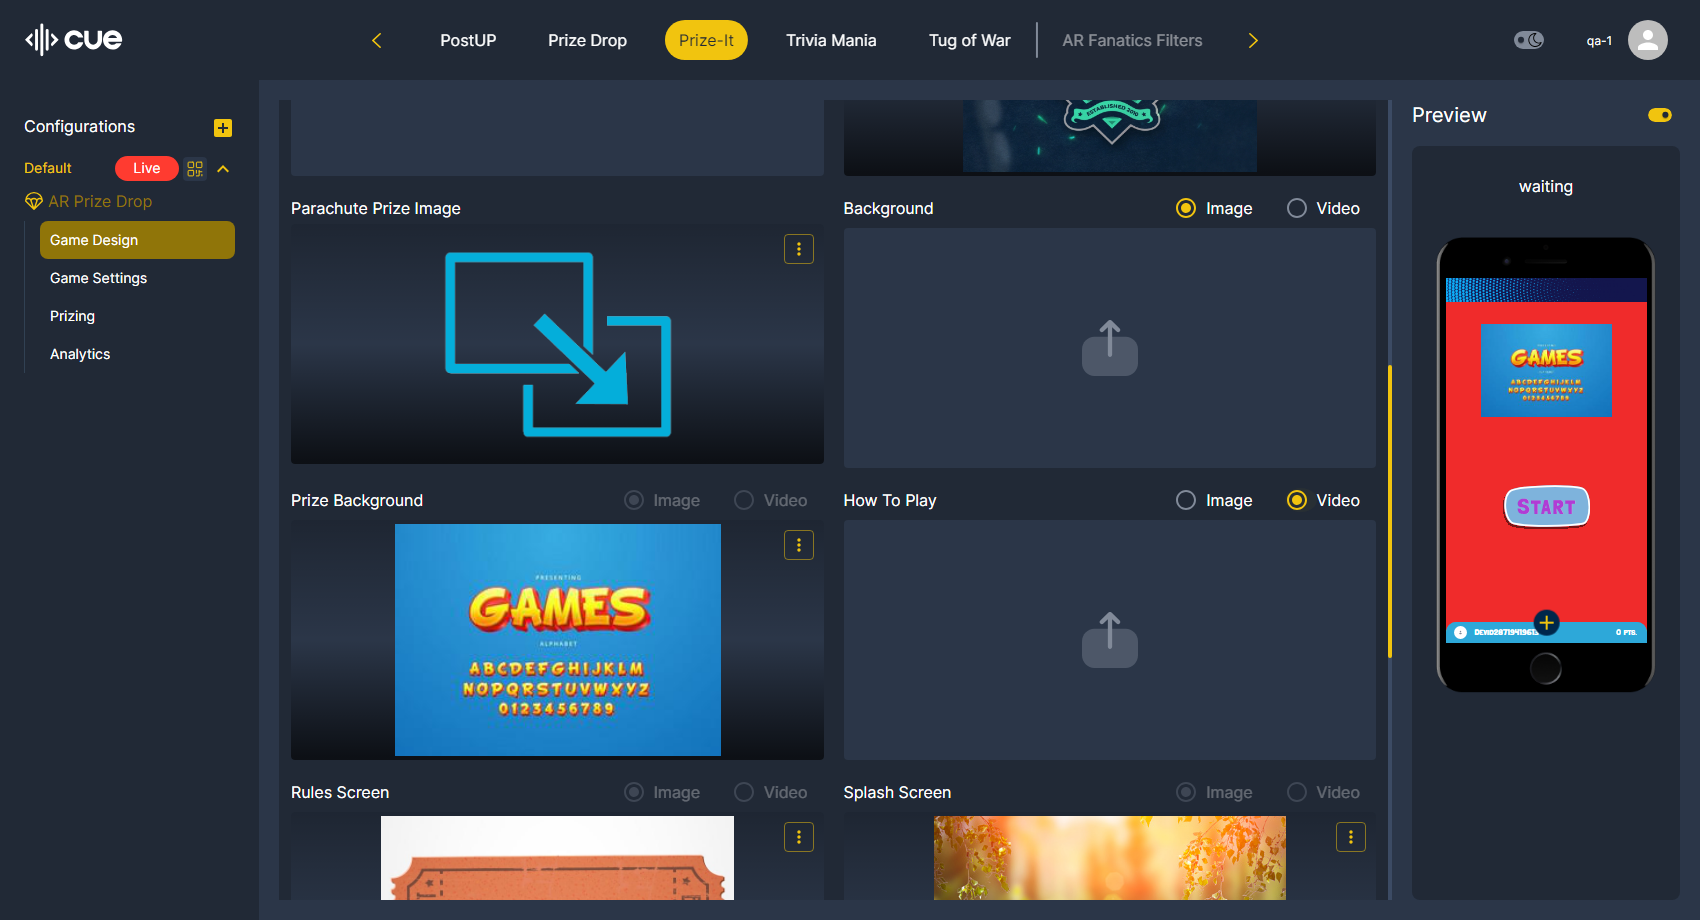 cue
PostUP
Prize Drop
Prize-It
Trivia Mania
Tug of War
AR Fanatics Filters
qa-1
Configurations
Default
Live
AR Prize Drop
Game Design
Game Settings
Prizing
Analytics
ESTABLISHED 2010
Parachute Prize Image
Background
Image
Video
Prize Background
Image
Video
PRESENTING
GAMES
ALPHABET
ABCDEFGHIJKLM
NOPQRSTUVWXYZ
0123456789
How To Play
Image
Video
Rules Screen
Image
Video
Splash Screen
Image
Video
Preview
waiting
GAMES
ABCDEFGHIJKLM
NOPQRSTUVWXYZ
0123456789
START
0 PTS.